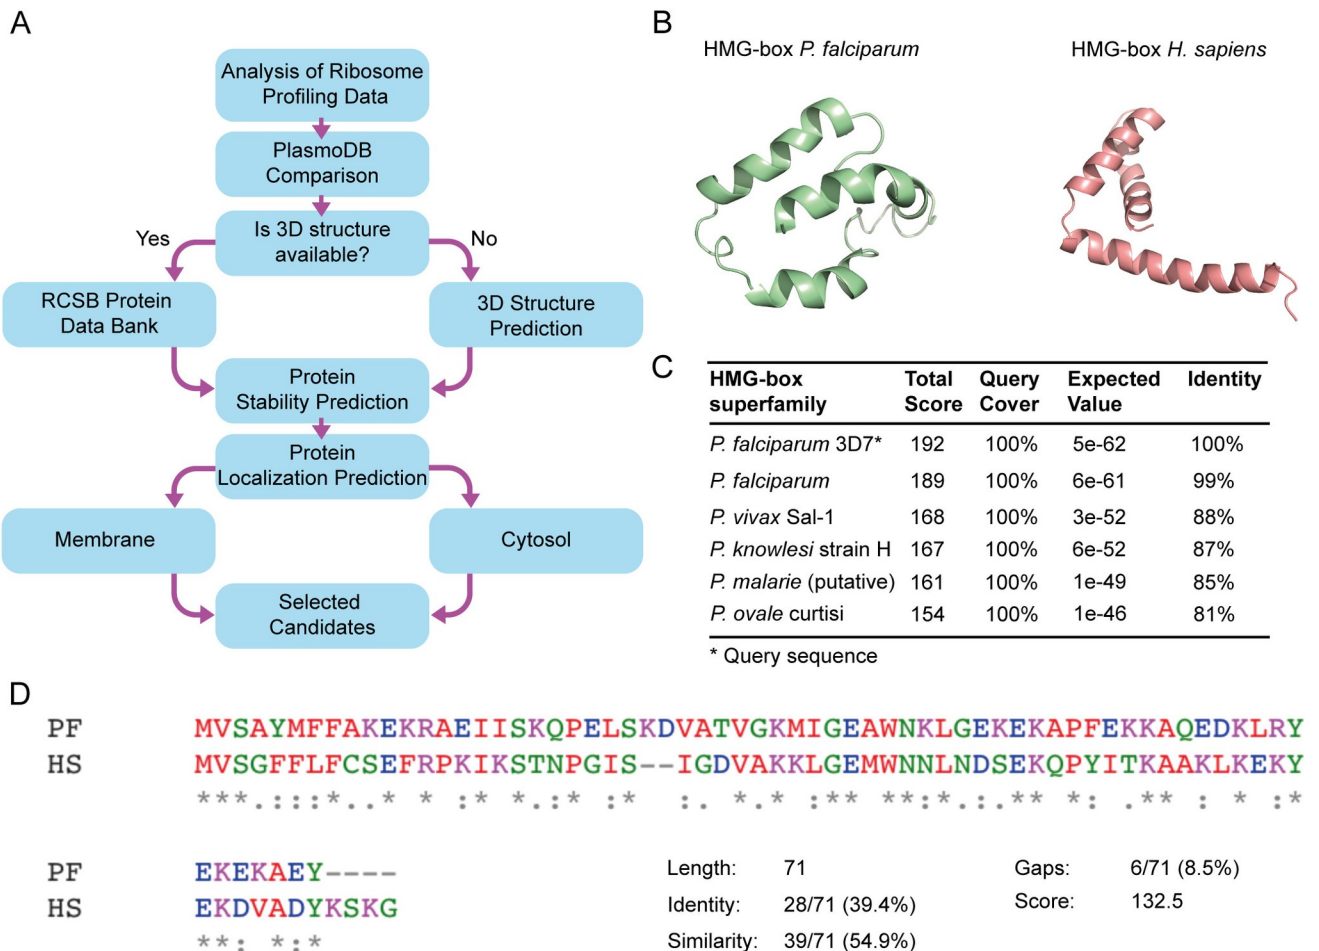 A
Analysis of Ribosome
Profiling Data
PlasmoDB
Comparison
Is 3D structure
available?
Yes
No
RCSB Protein
Data Bank
3D Structure
Prediction
Protein
Stability Prediction
Protein
Localization Prediction
Membrane
Cytosol
Selected
Candidates
B
HMG-box P. falciparum
HMG-box H. sapiens
C
HMG-box superfamily Total Score Query Cover Expected Value Identity
P. falciparum 3D7* 192 100% 5e-62 100%
P. falciparum 189 100% 6e-61 99%
P. vivax Sal-1 168 100% 3e-52 88%
P. knowlesi strain H 167 100% 6e-52 87%
P. malarie (putative) 161 100% 1e-49 85%
P. ovale curtisi 154 100% 1e-46 81%
* Query sequence
D
PF MVSAYMFFAKEKRAEIISKQPELSKDVATVGKMIGEAWNKLGEKEKAPFEKKAQEDKLRY
HS MVSGFFLFCSEFRPKIKSTNPGIS--IGDVAKKLGEMWNNLNDSEKQPYITKAAKLKEKY
***.:::*..* * :* *.:* :* :. *.* :** **:*.:.** *: .** : * :*
PF EKEKAEY----
HS EKDVADYKSKG
**: *:*
Length: 71
Identity: 28/71 (39.4%)
Similarity: 39/71 (54.9%)
Gaps: 6/71 (8.5%)
Score: 132.5